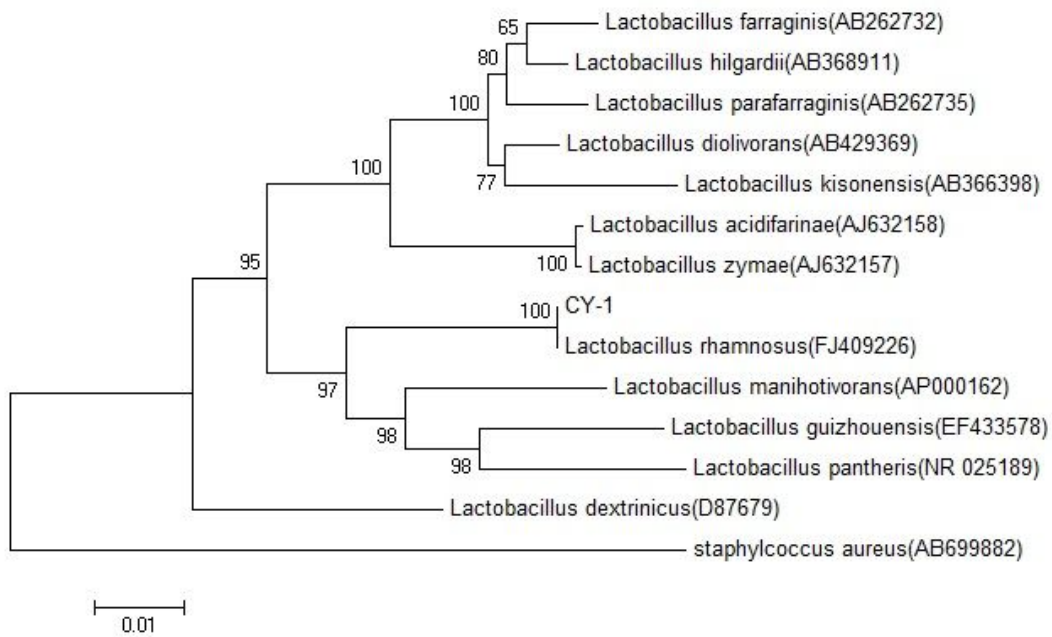 65
Lactobacillus farraginis(AB262732)
80
Lactobacillus hilgardii(AB368911)
100
Lactobacillus parafarraginis(AB262735)
Lactobacillus diolivorans(AB429369)
100
77
Lactobacillus kisonensis(AB366398)
Lactobacillus acidifarinae(AJ632158)
95
100
Lactobacillus zymae(AJ632157)
100
CY-1
Lactobacillus rhamnosus(FJ409226)
97
Lactobacillus manihotivorans(AP000162)
98
Lactobacillus guizhouensis(EF433578)
98
Lactobacillus pantheris(NR 025189)
Lactobacillus dextrinicus(D87679)
staphylcoccus aureus(AB699882)
0.01